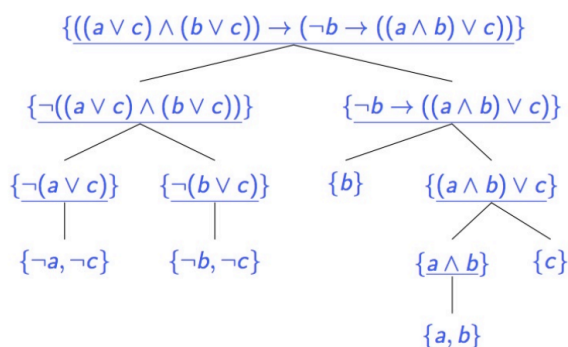 {((a ∨ c) ∧ (b ∨ c)) → (¬b → ((a ∧ b) ∨ c))}
{¬((a ∨ c) ∧ (b ∨ c))} {¬b → ((a ∧ b) ∨ c)}
{¬(a ∨ c)} {¬(b ∨ c)} {b} {(a ∧ b) ∨ c}
{¬a, ¬c} {¬b, ¬c} {a ∧ b} {c}
{a, b}